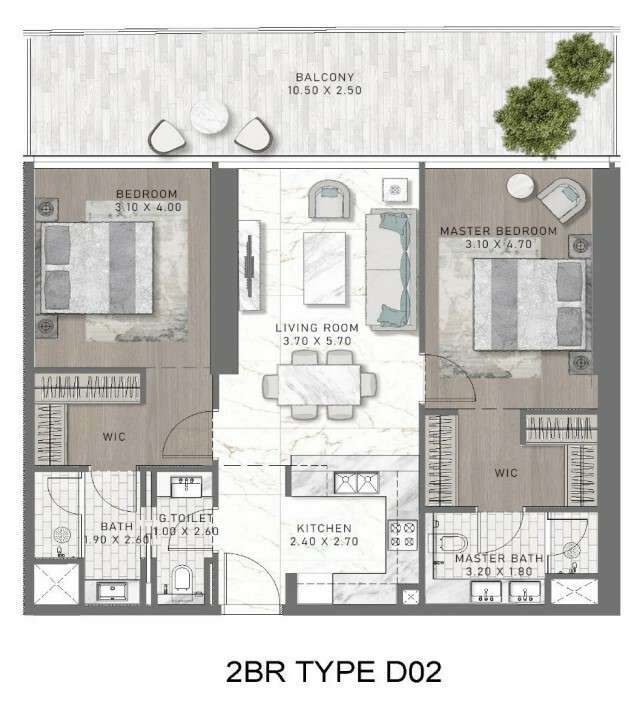 BALCONY
10.50 X 2.50
BEDROOM
3.10 X 4.00
MASTER BEDROOM
3.10 X 4.70
LIVING ROOM
3.70 X 5.70
WIC
WIC
BATH
1.90 X 2.60
G.TOILET
1.00 X 2.60
KITCHEN
2.40 X 2.70
MASTER BATH
3.20 X 1.80
2BR TYPE D02